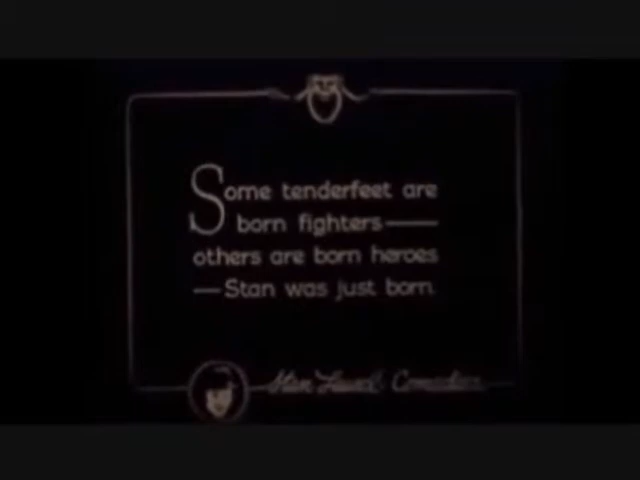 Some tenderfeet are
born fighters——
others are born heroes
—Stan was just born.
Stan Laurel Comedies